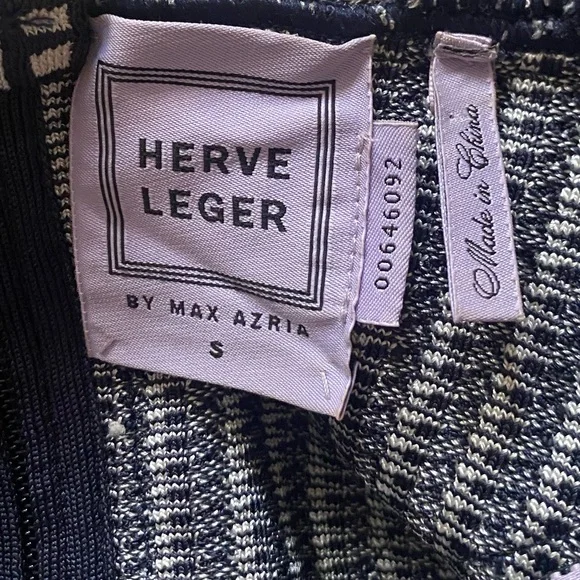 HERVE
LEGER
BY MAX AZRIA
S
00646092
Made in China